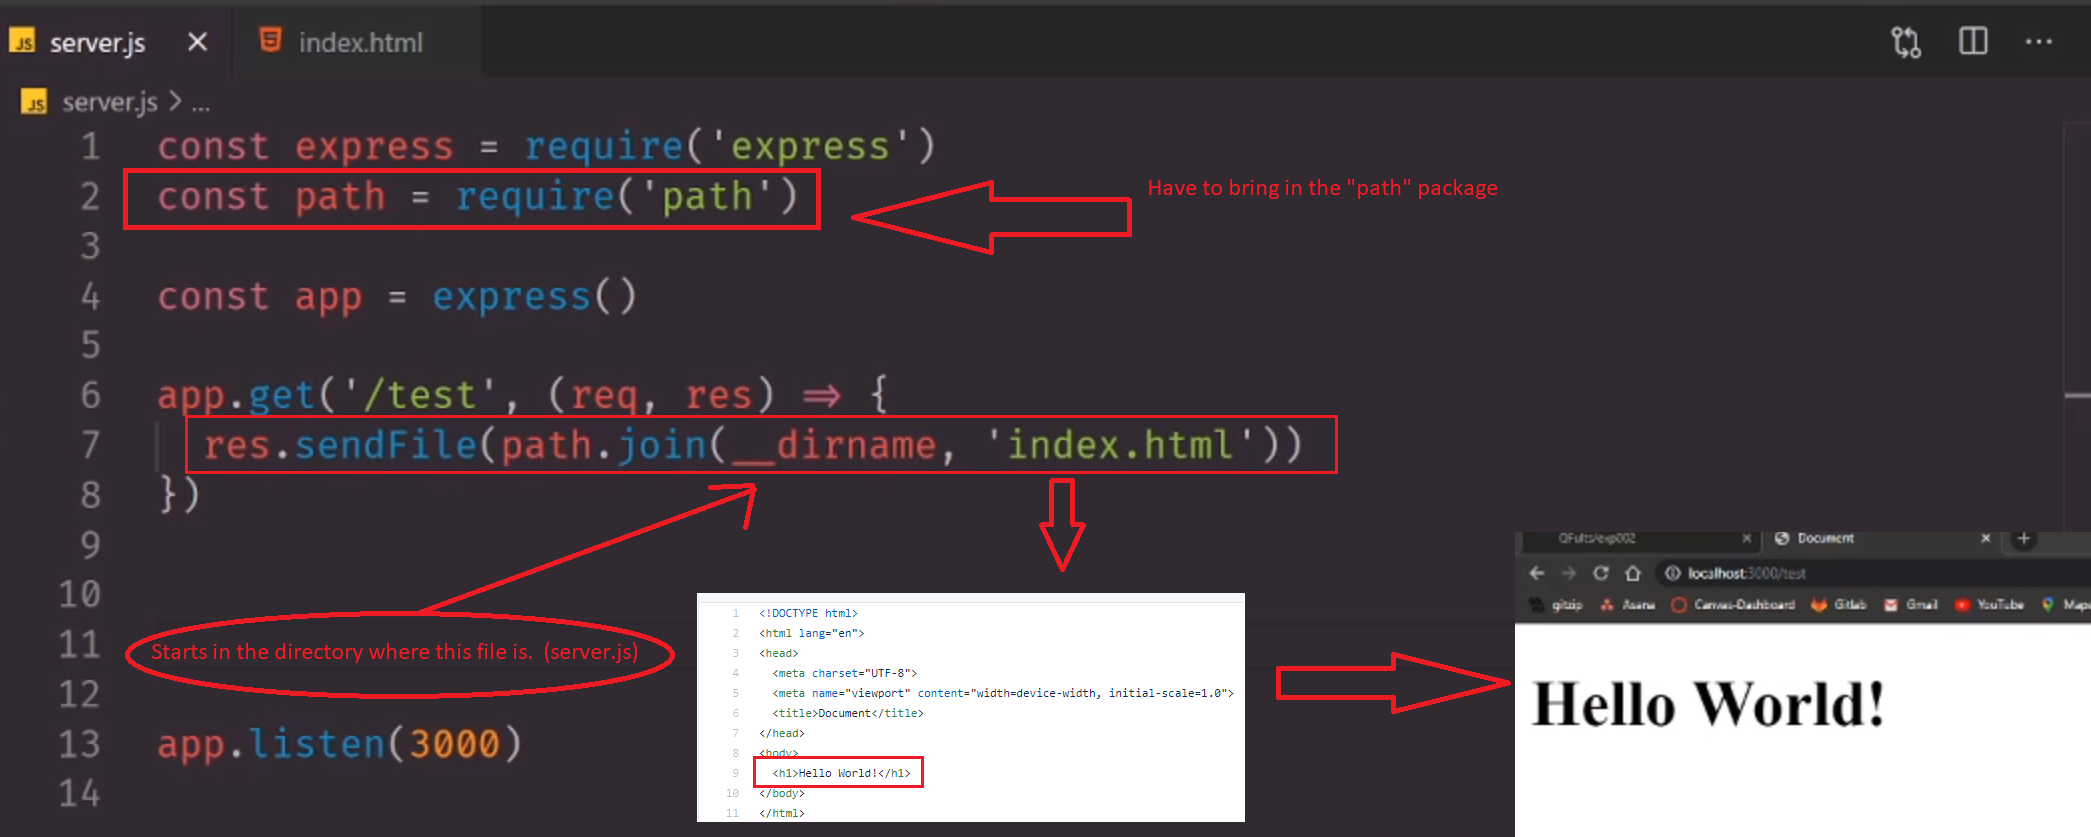 server.js
index.html
server.js > ...
1 const express = require('express')
2 const path = require('path')
Have to bring in the "path" package
3
4 const app = express()
5
6 app.get('/test', (req, res) ⇒ {
7 res.sendFile(path.join(__dirname, 'index.html'))
8 })
9
10
11
Starts in the directory where this file is. (server.js)
12
13 app.listen(3000)
14
1 <!DOCTYPE html>
2 <html lang="en">
3 <head>
4 <meta charset="UTF-8">
5 <meta name="viewport" content="width=device-width, initial-scale=1.0">
6 <title>Document</title>
7 </head>
8 <body>
9 <h1>Hello World!</h1>
10 </body>
11 </html>
QFults/exp002
Document
localhost:3000/test
gitzip Asana Canvas-Dashboard Gitlab Gmail YouTube Maps
Hello World!